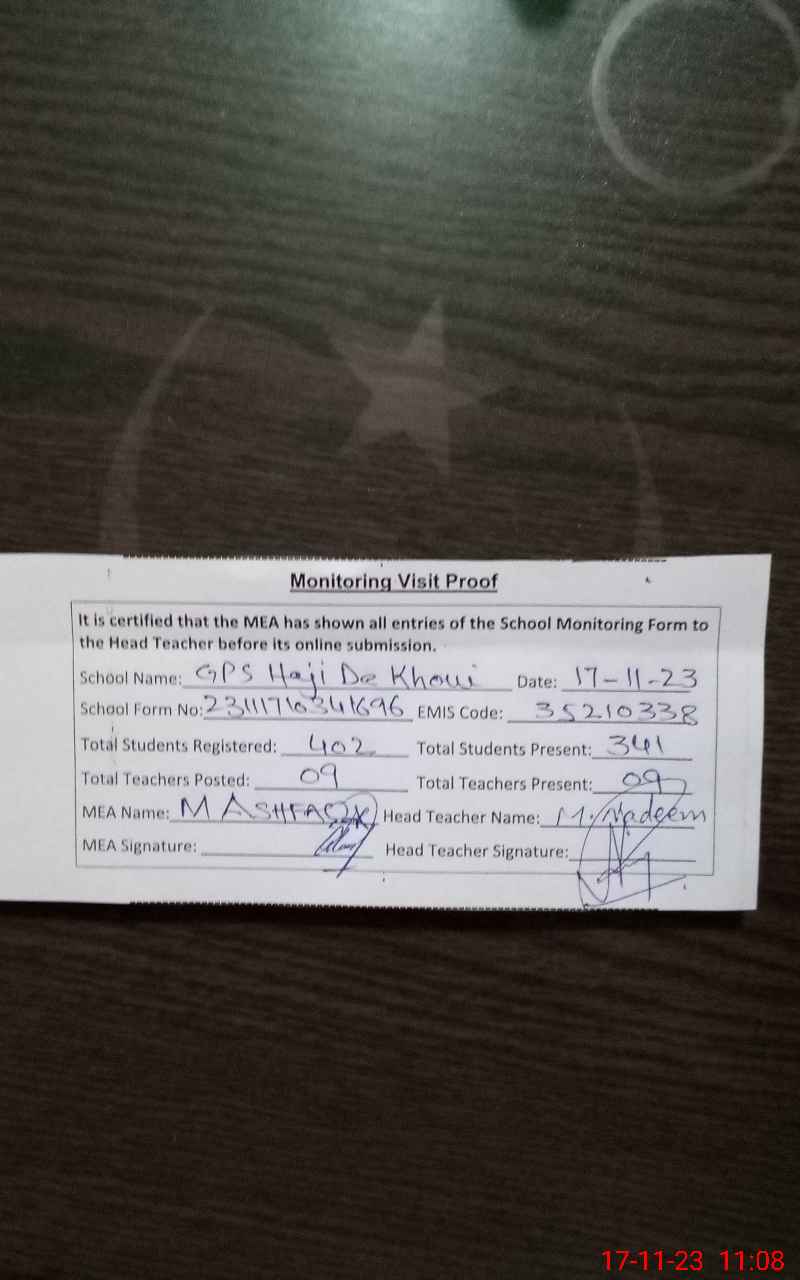 Monitoring Visit Proof
It is certified that the MEA has shown all entries of the School Monitoring Form to
the Head Teacher before its online submission.
School Name: GPS Haji De Khoui Date: 17-11-23
School Form No: EMIS Code: 35210338
Total Students Registered: 402 Total Students Present: 341
Total Teachers Posted: 09 Total Teachers Present: 09
MEA Name: M ASHFAQ Head Teacher Name: M. Nadeem
MEA Signature: Head Teacher Signature:
17-11-23 11:08